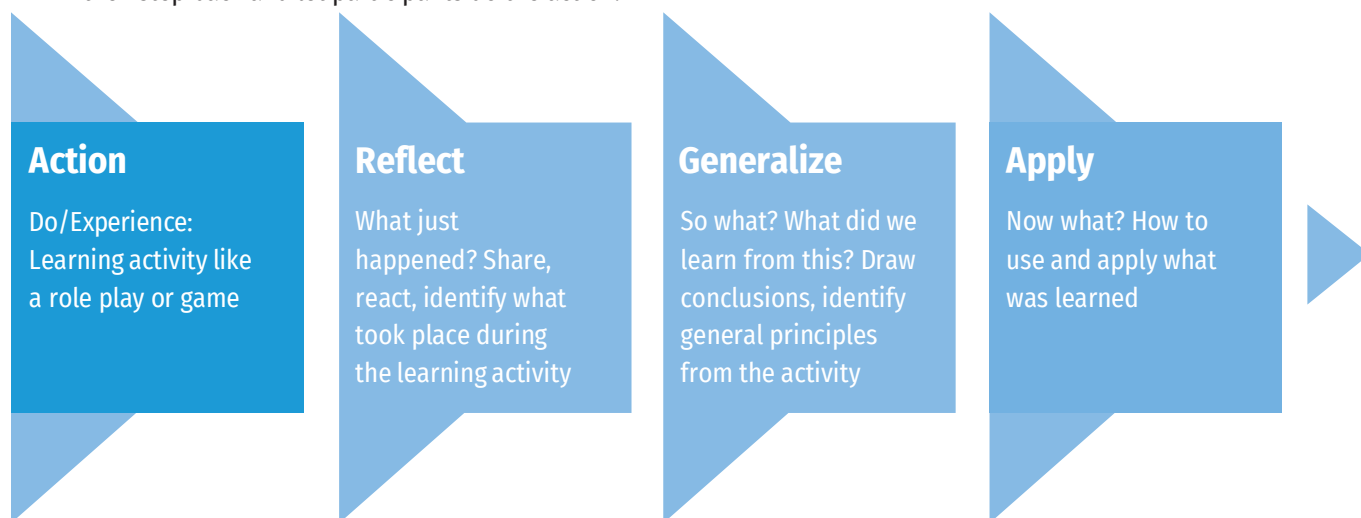 Action
Do/Experience:
Learning activity like
a role play or game
Reflect
What just
happened? Share,
react, identify what
took place during
the learning activity
Generalize
So what? What did we
learn from this? Draw
conclusions, identify
general principles
from the activity
Apply
Now what? How to
use and apply what
was learned